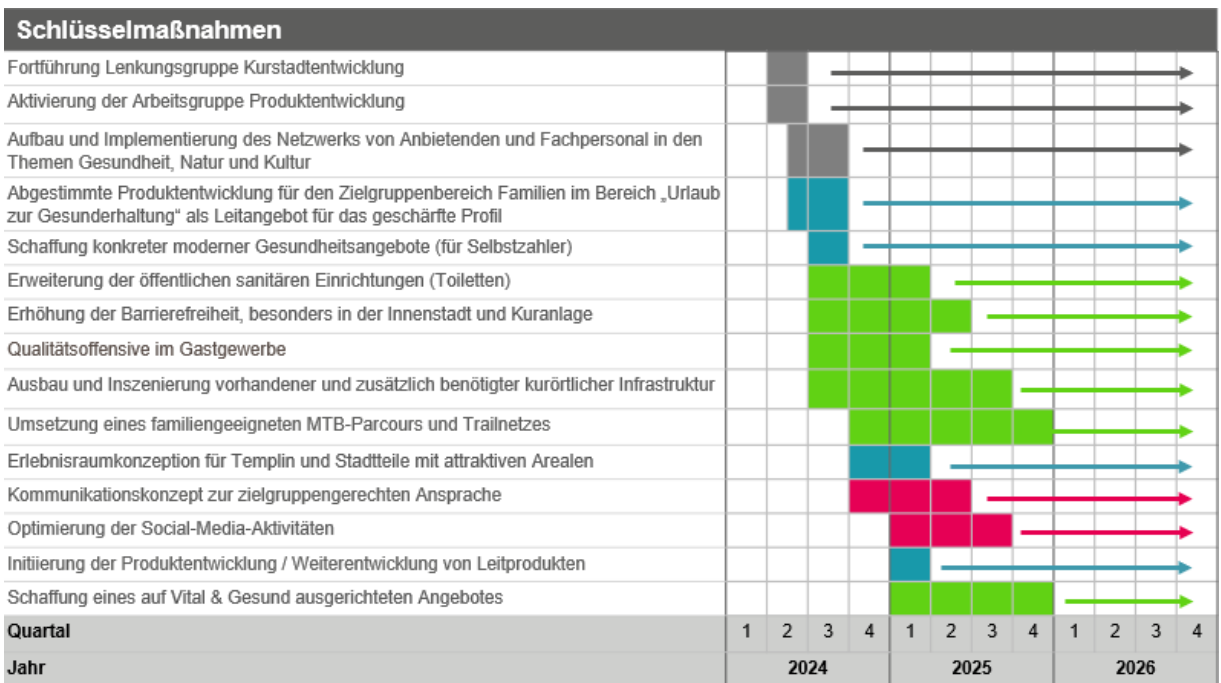 Schlüsselmaßnahmen
Fortführung Lenkungsgruppe Kurstadtentwicklung
Aktivierung der Arbeitsgruppe Produktentwicklung
Aufbau und Implementierung des Netzwerks von Anbietenden und Fachpersonal in den
Themen Gesundheit, Natur und Kultur
Abgestimmte Produktentwicklung für den Zielgruppenbereich Familien im Bereich „Urlaub
zur Gesunderhaltung“ als Leitangebot für das geschärfte Profil
Schaffung konkreter moderner Gesundheitsangebote (für Selbstzahler)
Erweiterung der öffentlichen sanitären Einrichtungen (Toiletten)
Erhöhung der Barrierefreiheit, besonders in der Innenstadt und Kuranlage
Qualitätsoffensive im Gastgewerbe
Ausbau und Inszenierung vorhandener und zusätzlich benötigter kurörtlicher Infrastruktur
Umsetzung eines familiengeeigneten MTB-Parcours und Trailnetzes
Erlebnisraumkonzeption für Templin und Stadtteile mit attraktiven Arealen
Kommunikationskonzept zur zielgruppengerechten Ansprache
Optimierung der Social-Media-Aktivitäten
Initiierung der Produktentwicklung / Weiterentwicklung von Leitprodukten
Schaffung eines auf Vital & Gesund ausgerichteten Angebotes
Quartal 1 2 3 4 1 2 3 4 1 2 3 4
Jahr 2024 2025 2026